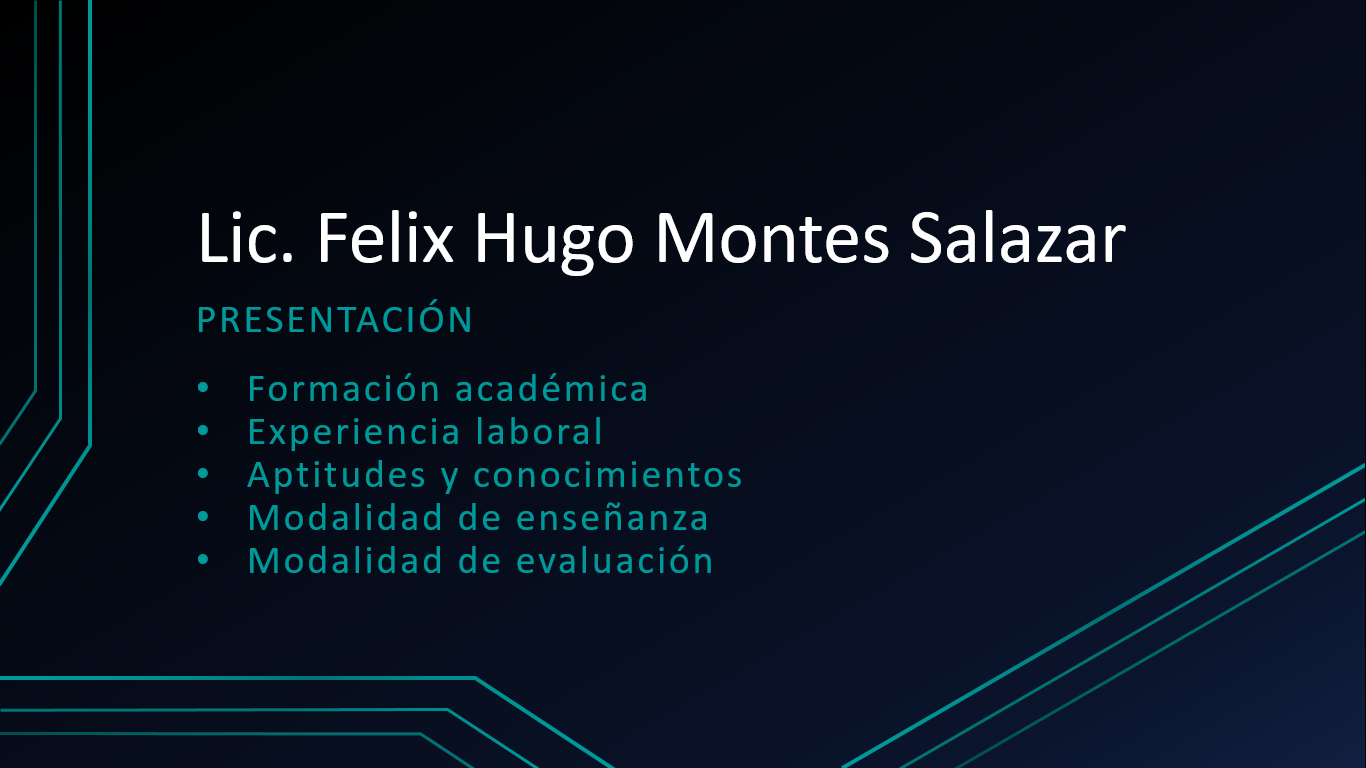 Lic. Felix Hugo Montes Salazar
PRESENTACIÓN
• Formación académica
• Experiencia laboral
• Aptitudes y conocimientos
• Modalidad de enseñanza
• Modalidad de evaluación